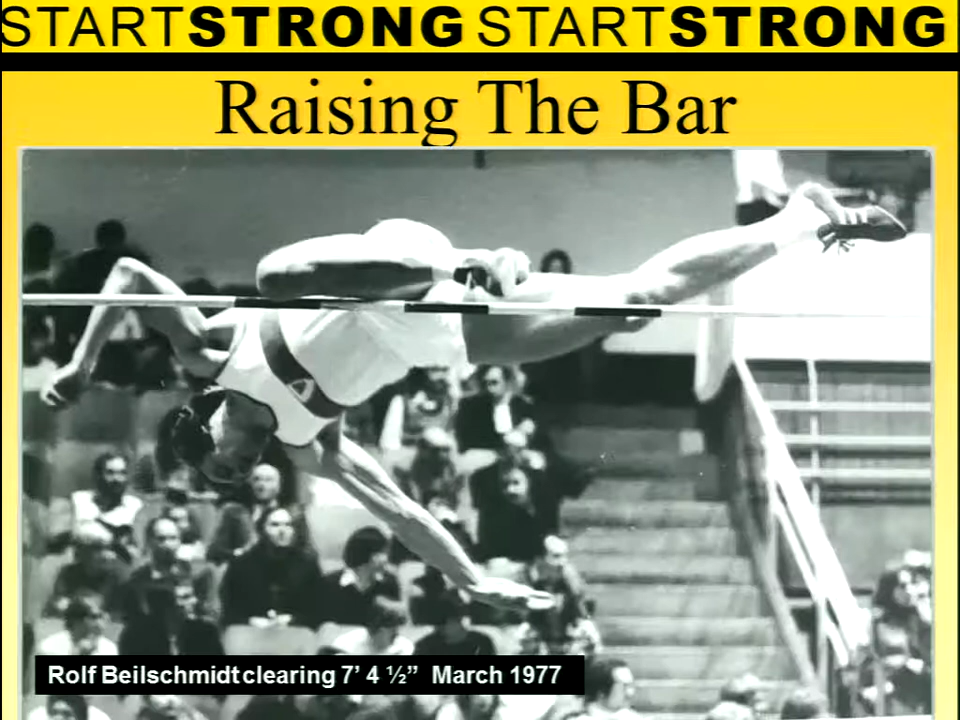 STARTSTRONG STARTSTRONG
Raising The Bar
Rolf Beilschmidt clearing 7’ 4 ½” March 1977